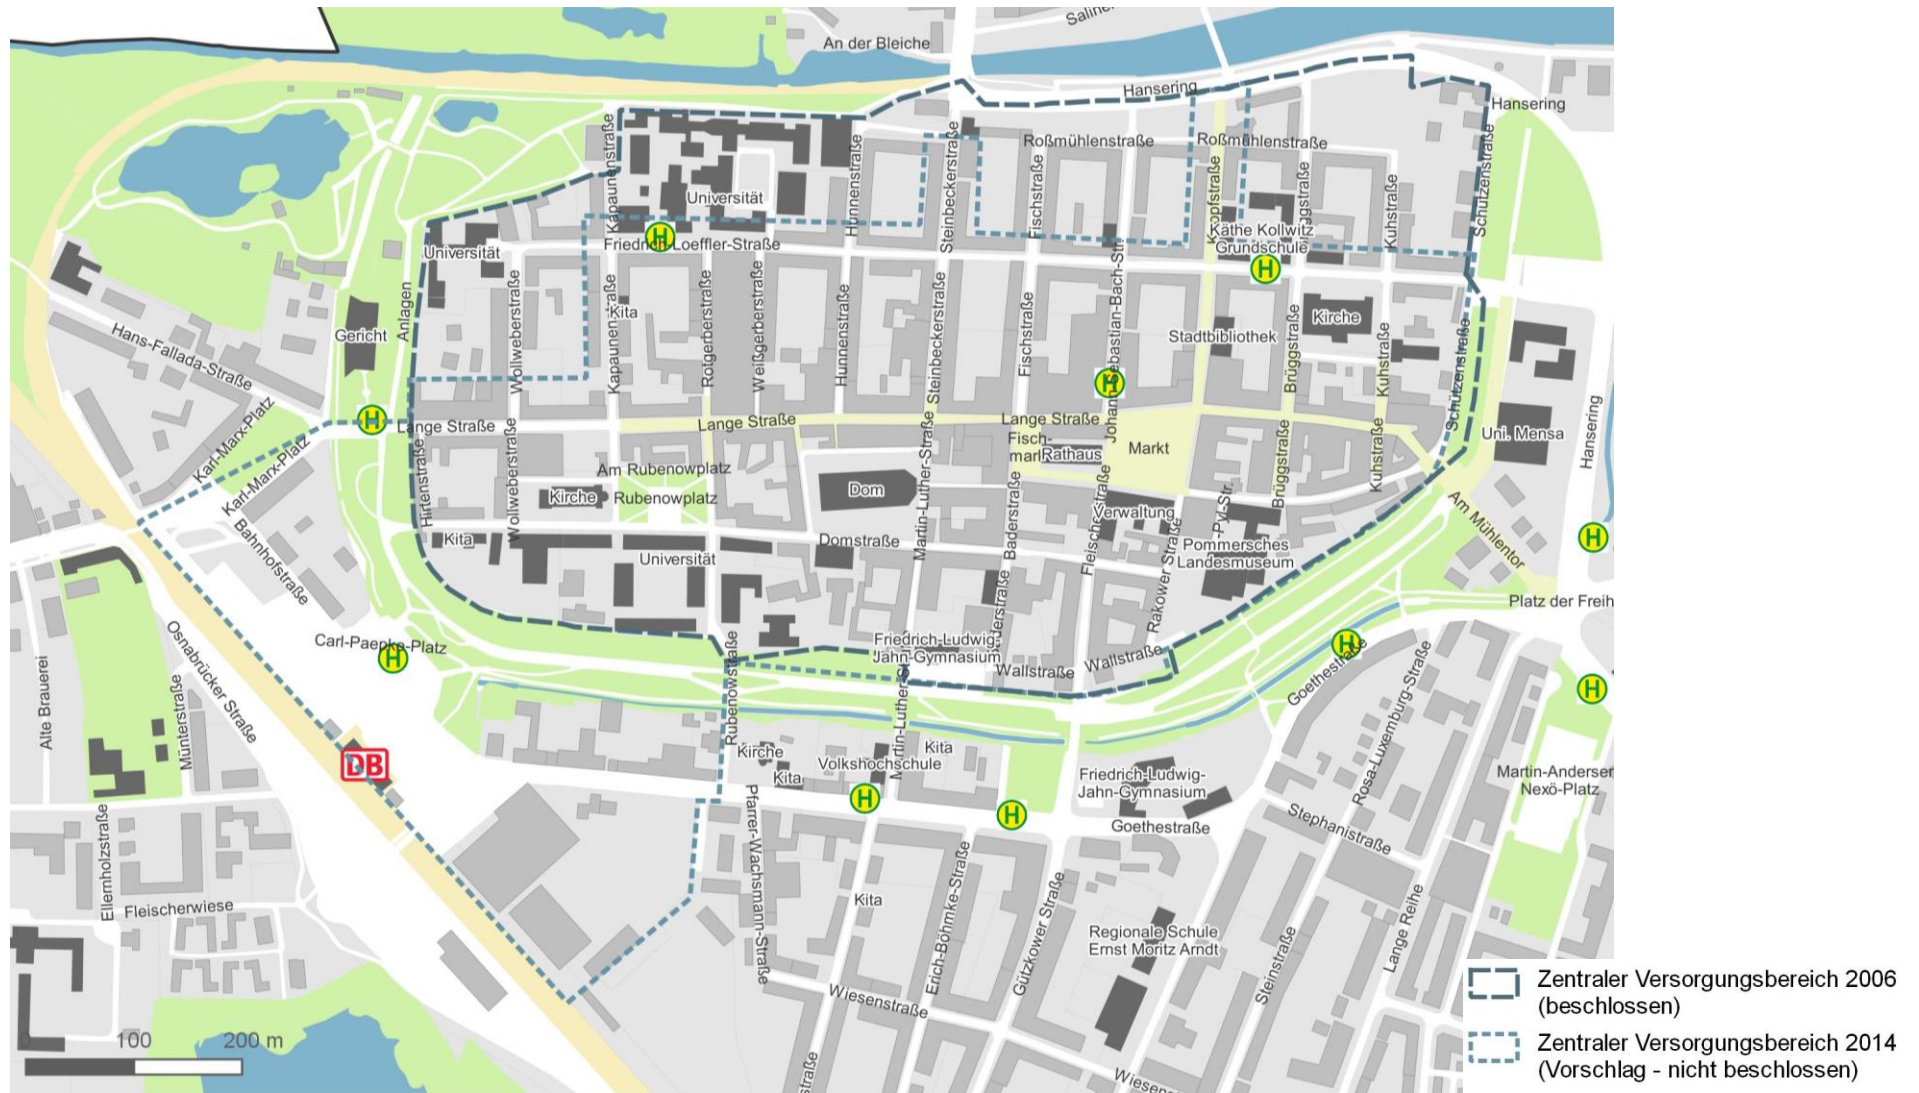 Saline
An der Bleiche
Hansering
Hansering
Roßmühlenstraße
Roßmühlenstraße
Kapaunenstraße
Hunnenstraße
Steinbeckerstraße
Fischstraße
Kuhstraße
Schützenstraße
Universität
H
Friedrich-Loeffler-Straße
Universität
Käthe Kollwitz
Grundschule
H
Johann-Sebastian-Bach-Str.
Anlagen
Wollweberstraße
Kapaunenstraße
Kita
Rotgerberstraße
Weißgerberstraße
Hunnenstraße
Steinbeckerstraße
Fischstraße
Stadtbibliothek
Brüggstraße
Kirche
Kuhstraße
Schützenstraße
Gericht
Hans-Fallada-Straße
H
H
Karl-Marx-Platz
Karl-Marx-Platz
Lange Straße
Lange Straße
Lange Straße
Fisch-
Rathaus
Markt
Uni. Mensa
Hansering
Hirtenstraße
Wollweberstraße
Am Rubenowplatz
Kirche
Rubenowplatz
Dom
Martin-Luther-Straße
Baderstraße
Fleischerstraße
Verwaltung
Brüggstraße
Kuhstraße
Am Mühlentor
H
Bahnhofstraße
Kita
Universität
Domstraße
Rakower Straße
-Pyl-Str.
Pommersches
Landesmuseum
Platz der Freih
Osnabrücker Straße
Carl-Paepke-Platz
H
Rubenowstraße
Friedrich-Ludwig-
Jahn-Gymnasium
Wallstraße
Wallstraße
H
Goethestraße
H
Alte Brauerei
Münterstraße
DB
Kirche
Kita
Volkshochschule
Kita
H
H
Friedrich-Ludwig-
Jahn-Gymnasium
Goethestraße
Rosa-Luxemburg-Straße
Stephanistraße
Martin-Andersen
Nexö-Platz
Ellernholzstraße
Fleischerwiese
Pfarrer-Wachsmann-Straße
Kita
Erich-Böhmke-Straße
Gützkower Straße
Regionale Schule
Ernst Moritz Arndt
Steinstraße
Lange Reihe
Wiesenstraße
Wiesens
straße
0 100 200 m
Zentraler Versorgungsbereich 2006
(beschlossen)
Zentraler Versorgungsbereich 2014
(Vorschlag - nicht beschlossen)